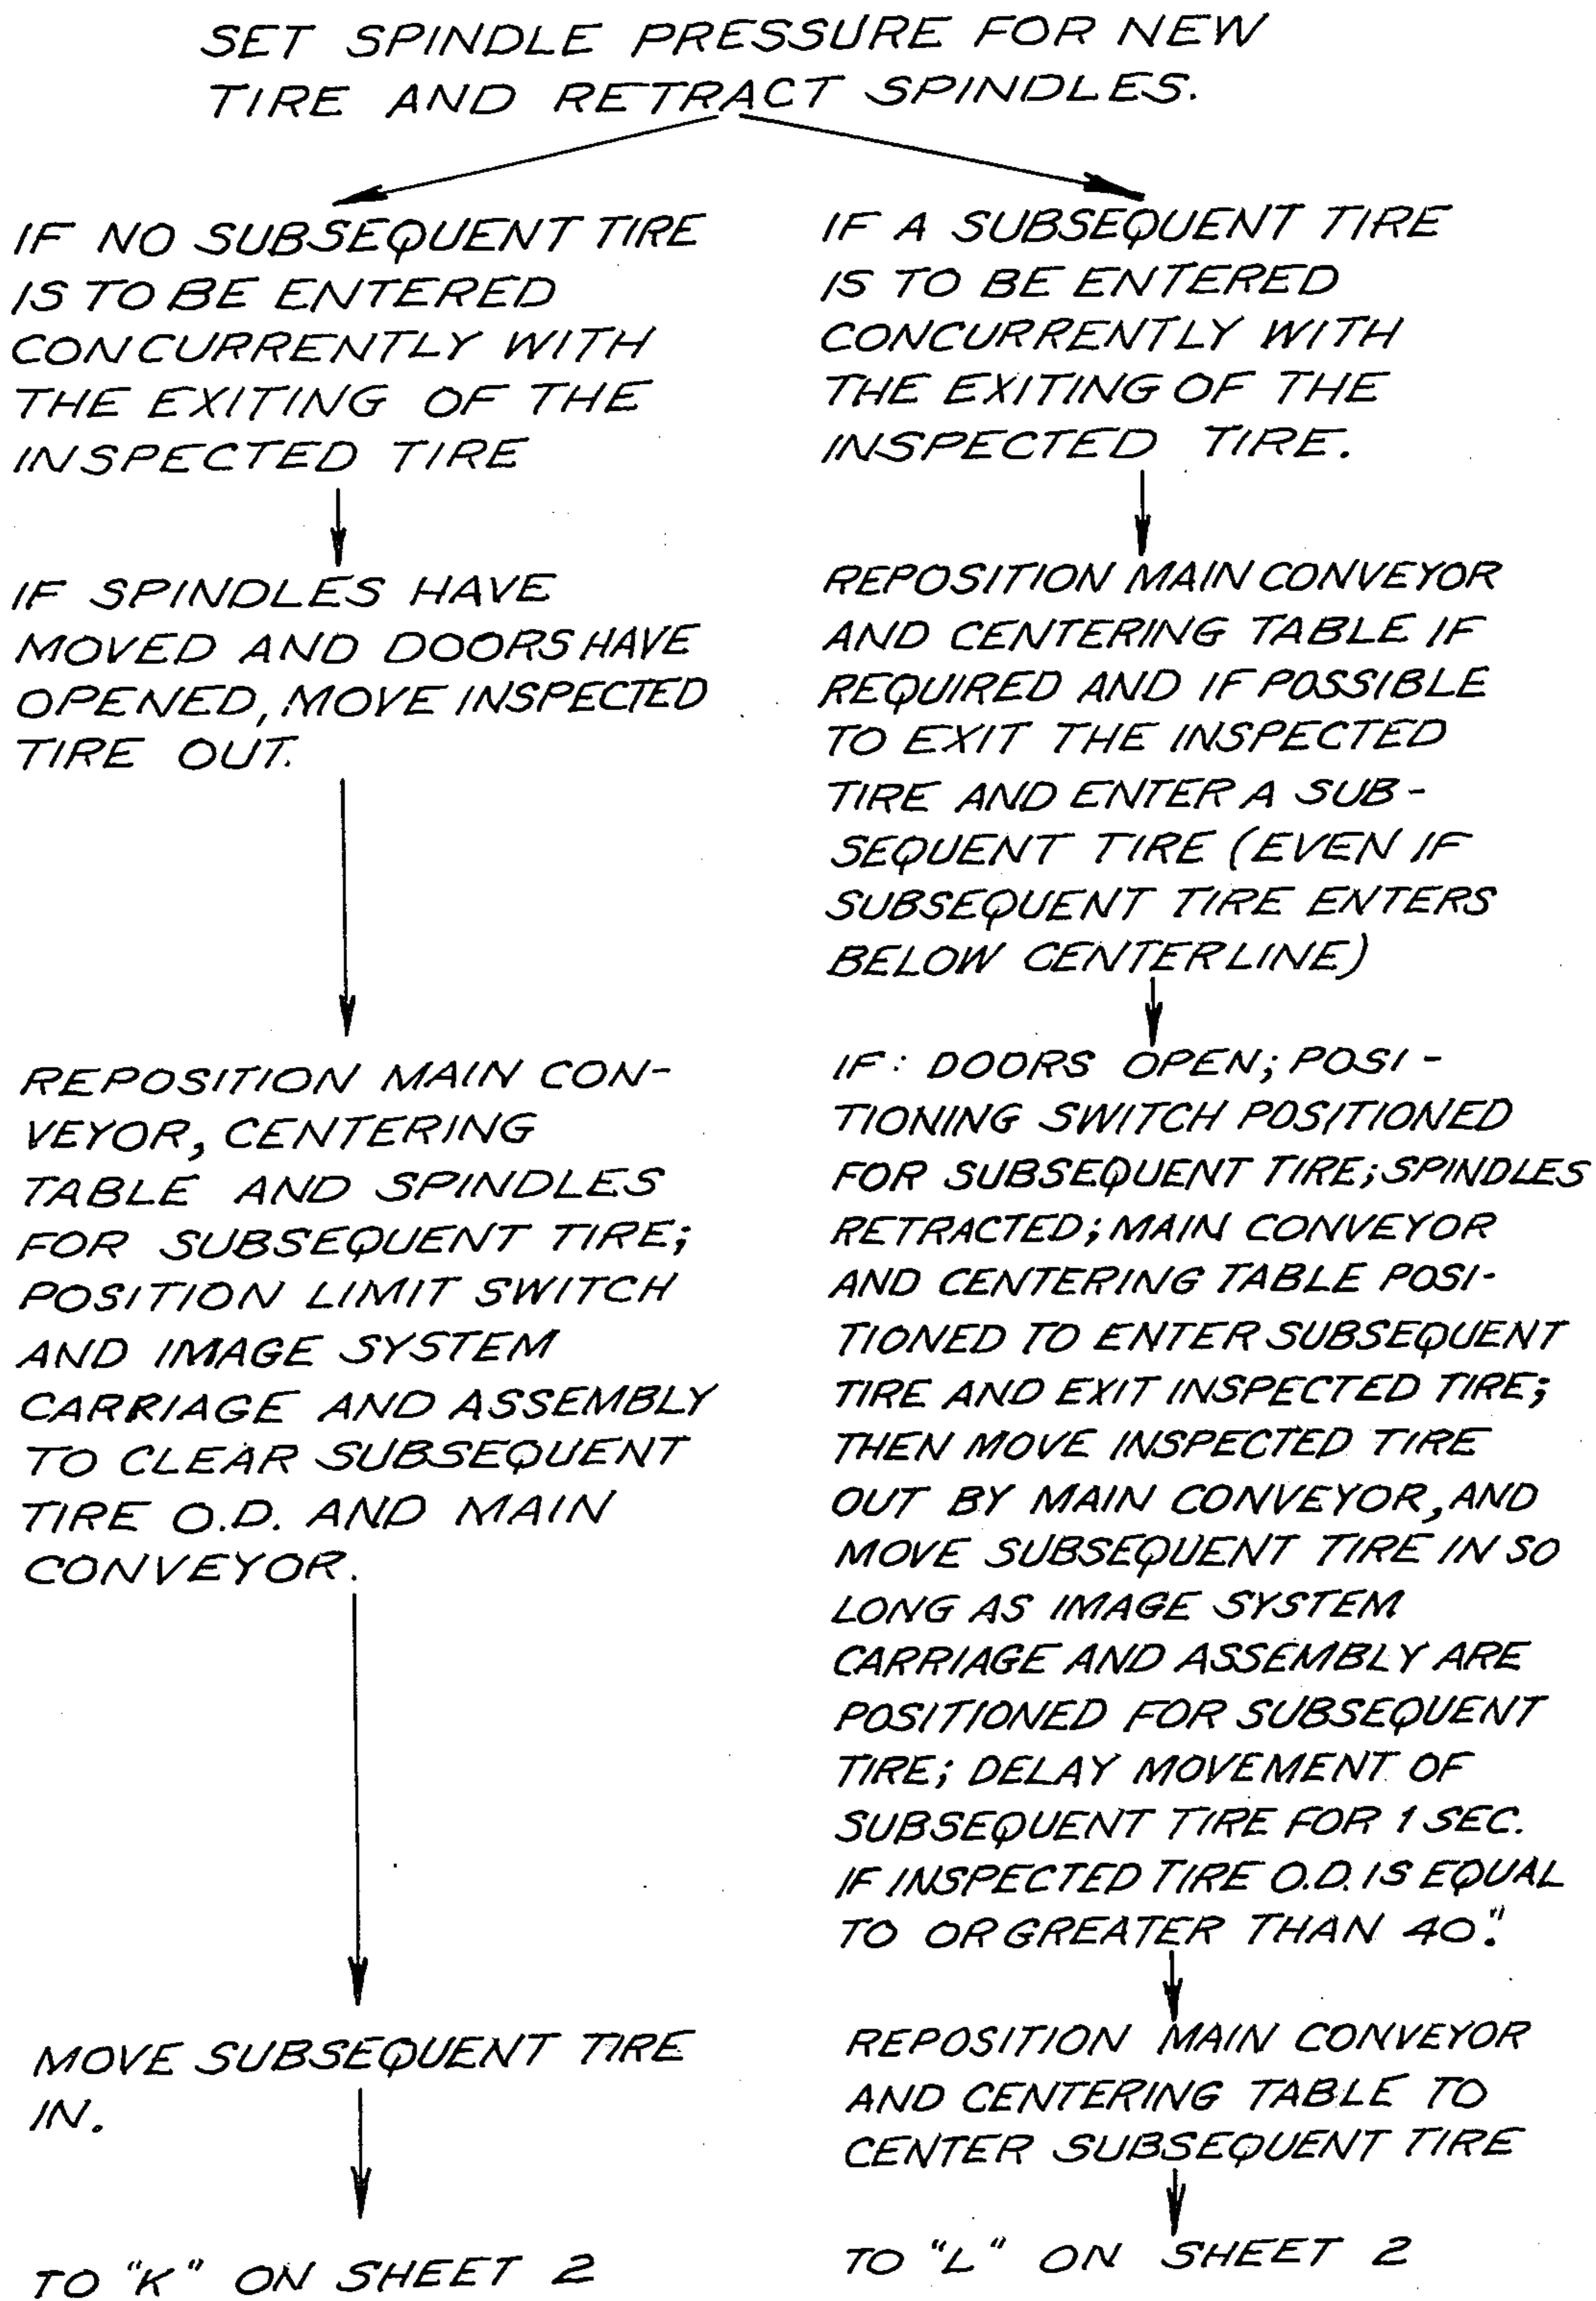 SET SPINDLE PRESSURE FOR NEW
TIRE AND RETRACT SPINDLES.
IF NO SUBSEQUENT TIRE
IS TO BE ENTERED
CONCURRENTLY WITH
THE EXITING OF THE
INSPECTED TIRE
IF SPINDLES HAVE
MOVED AND DOORS HAVE
OPENED, MOVE INSPECTED
TIRE OUT.
REPOSITION MAIN CON-
VEYOR, CENTERING
TABLE AND SPINDLES
FOR SUBSEQUENT TIRE;
POSITION LIMIT SWITCH
AND IMAGE SYSTEM
CARRIAGE AND ASSEMBLY
TO CLEAR SUBSEQUENT
TIRE O.D. AND MAIN
CONVEYOR.
MOVE SUBSEQUENT TIRE
IN.
TO "K" ON SHEET 2
IF A SUBSEQUENT TIRE
IS TO BE ENTERED
CONCURRENTLY WITH
THE EXITING OF THE
INSPECTED TIRE.
REPOSITION MAIN CONVEYOR
AND CENTERING TABLE IF
REQUIRED AND IF POSSIBLE
TO EXIT THE INSPECTED
TIRE AND ENTER A SUB-
SEQUENT TIRE (EVEN IF
SUBSEQUENT TIRE ENTERS
BELOW CENTERLINE)
IF: DOORS OPEN; POSI-
TIONING SWITCH POSITIONED
FOR SUBSEQUENT TIRE; SPINDLES
RETRACTED; MAIN CONVEYOR
AND CENTERING TABLE POSI-
TIONED TO ENTER SUBSEQUENT
TIRE AND EXIT INSPECTED TIRE;
THEN MOVE INSPECTED TIRE
OUT BY MAIN CONVEYOR, AND
MOVE SUBSEQUENT TIRE IN SO
LONG AS IMAGE SYSTEM
CARRIAGE AND ASSEMBLY ARE
POSITIONED FOR SUBSEQUENT
TIRE; DELAY MOVEMENT OF
SUBSEQUENT TIRE FOR 1 SEC.
IF INSPECTED TIRE O.D. IS EQUAL
TO OR GREATER THAN 40".
REPOSITION MAIN CONVEYOR
AND CENTERING TABLE TO
CENTER SUBSEQUENT TIRE
TO "L" ON SHEET 2